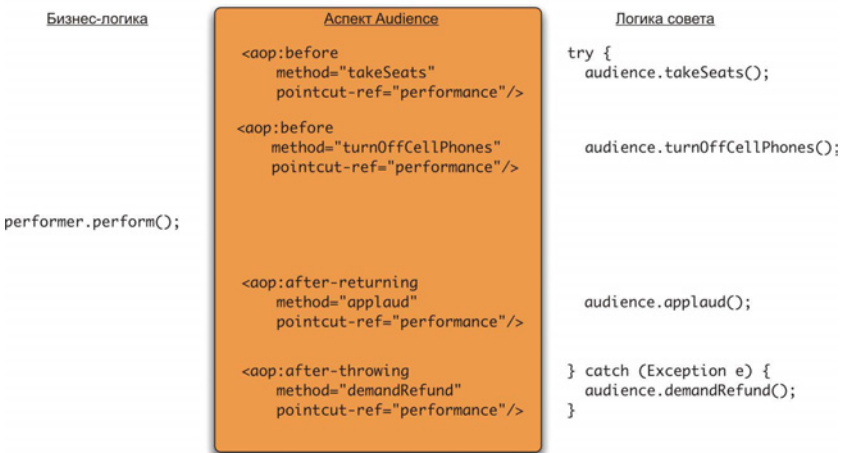 Бизнес-логика
Аспект Audience
Логика совета
<aop:before
method="takeSeats"
pointcut-ref="performance"/>
try {
audience.takeSeats();
<aop:before
method="turnOffCellPhones"
pointcut-ref="performance"/>
audience.turnOffCellPhones();
performer.perform();
<aop:after-returning
method="applaud"
pointcut-ref="performance"/>
audience.applaud();
<aop:after-throwing
method="demandRefund"
pointcut-ref="performance"/>
} catch (Exception e) {
audience.demandRefund();
}